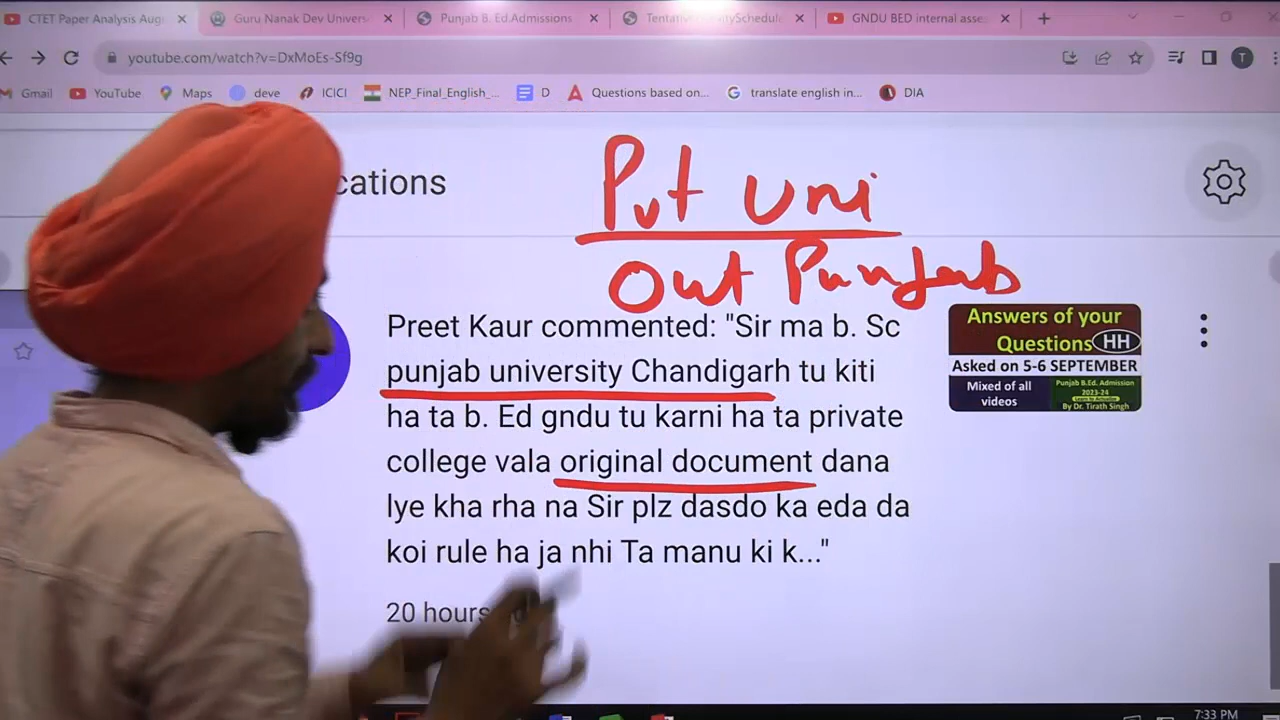 CTET Paper Analysis Aug
Guru Nanak Dev Univers
Punjab B. Ed.Admissions
GNDU BED internal asse
youtube.com/watch?v=DxMoEs-Sf9g
T
Gmail
YouTube
Maps
deve
ICICI
NEP_Final_English_...
D
Questions based on...
translate english in...
DIA
cations
Pvt Uni
Out Punjab
Preet Kaur commented: "Sir ma b. Sc
punjab university Chandigarh tu kiti
ha ta b. Ed gndu tu karni ha ta private
college vala original document dana
lye kha rha na Sir plz dasdo ka eda da
koi rule ha ja nhi Ta manu ki k..."
20 hours
Answers of your
Questions HH
Asked on 5-6 SEPTEMBER
Mixed of all
videos
Punjab B.Ed. Admission
2023-24
Learn to Actualize
By Dr. Tirath Singh
7:33 PM